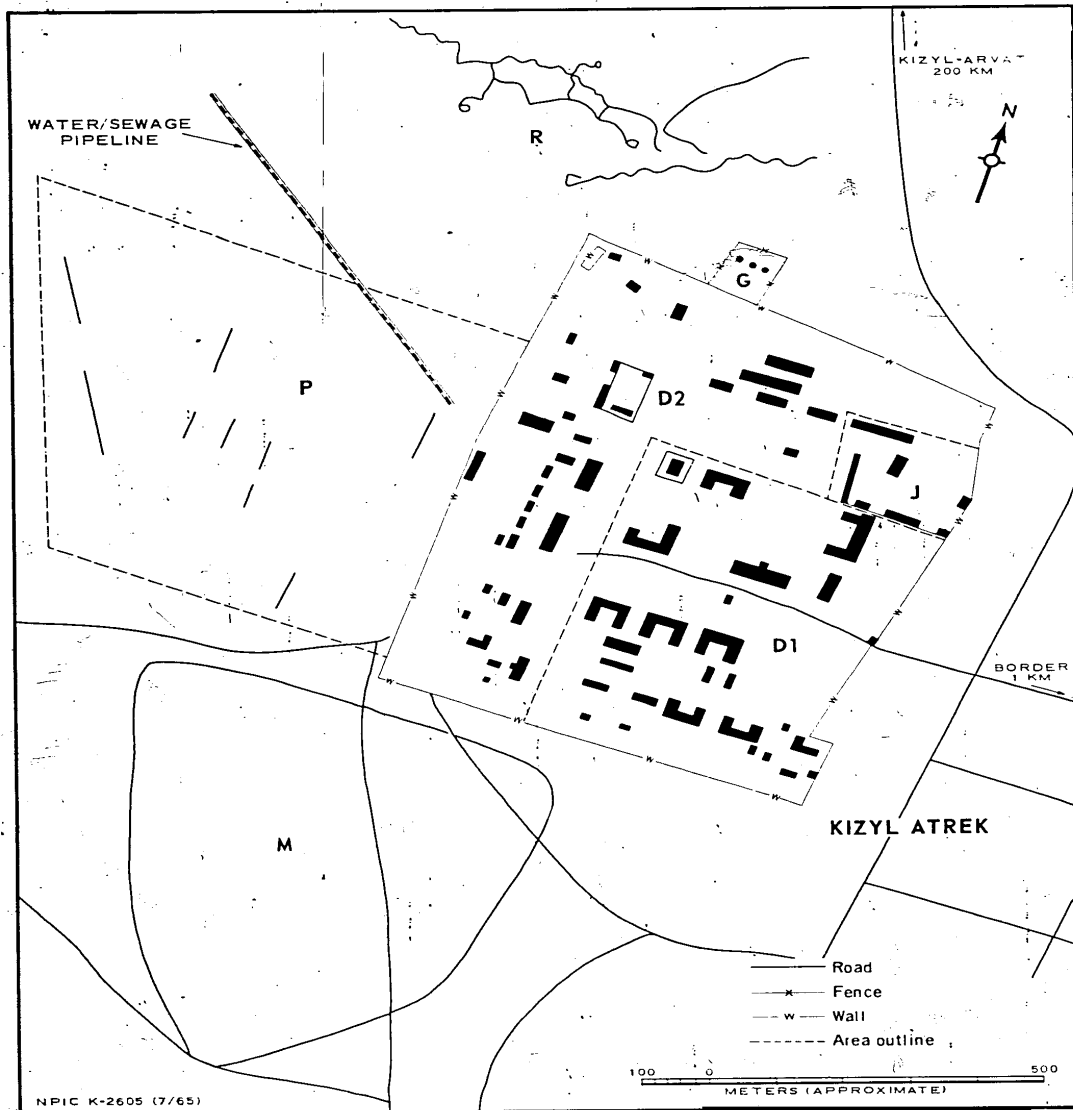 KIZYL-ARVAT
200 KM
N
WATER/SEWAGE
PIPELINE
R
G
P
D2
J
D1
BORDER
1 KM
M
KIZYL ATREK
Road
x Fence
w Wall
Area outline
100 0 500
METERS (APPROXIMATE)
NPIC K-2605 (7/65)